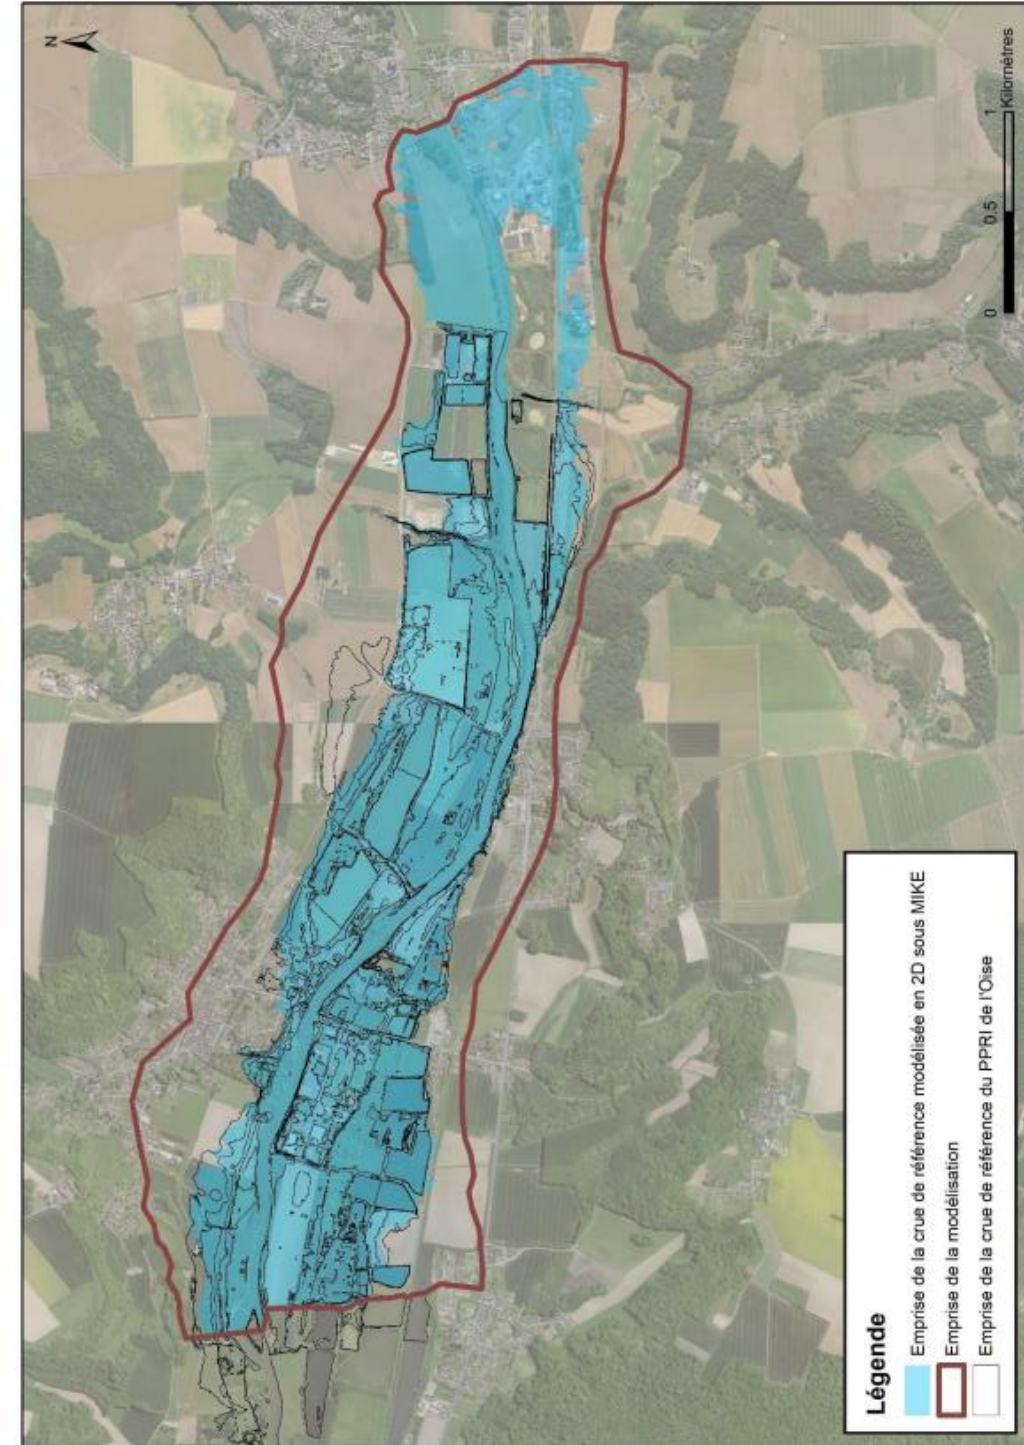 N
Légende
Emprise de la crue de référence modélisée en 2D sous MIKE
Emprise de la modélisation
Emprise de la crue de référence du PPRI de l'Oise
0 0.5 1
Kilomètres